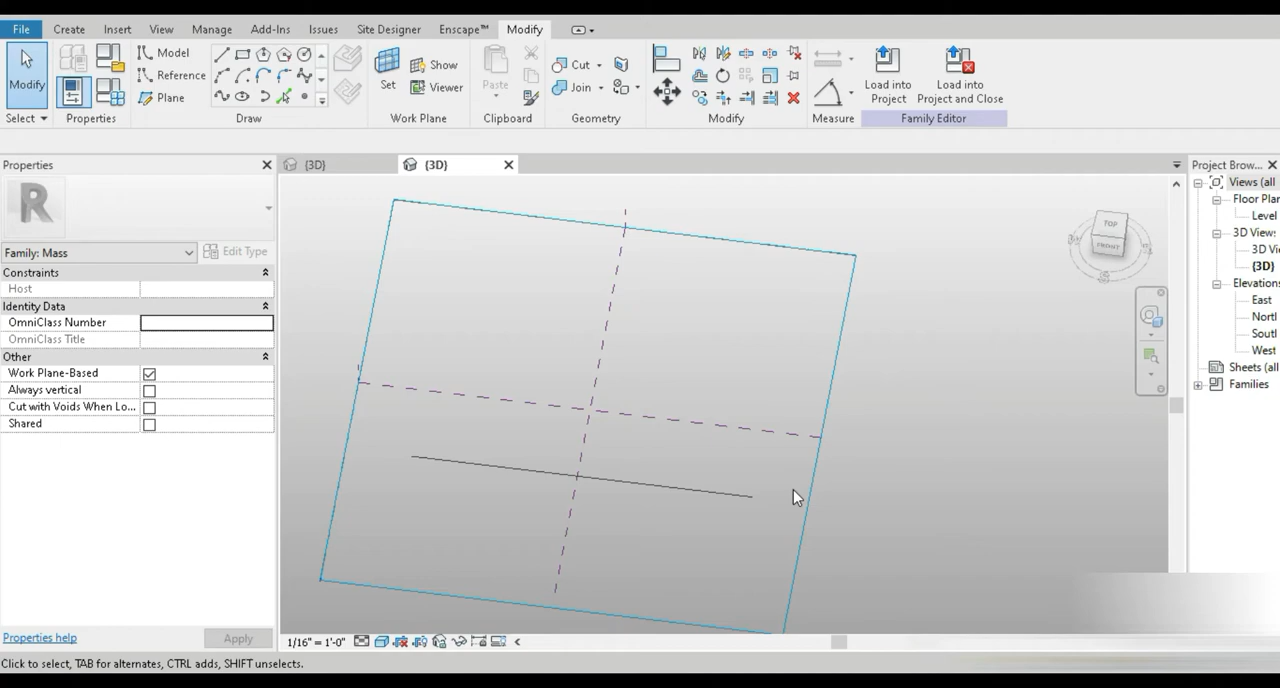 File Create Insert View Manage Add-Ins Issues Site Designer Enscape™ Modify
Modify
Model
Reference
Plane
Set
Show
Viewer
Paste
Cut
Join
Load into
Project
Load into
Project and Close
Select Properties Draw Work Plane Clipboard Geometry Modify Measure Family Editor
Properties
{3D} {3D}
Project Brow...
R
Family: Mass
Edit Type
Constraints
Host
Identity Data
OmniClass Number
OmniClass Title
Other
Work Plane-Based
Always vertical
Cut with Voids When Lo...
Shared
Properties help
Apply
TOP
FRONT
Views (all
Floor Plan
Level
3D View:
3D Vi
{3D}
Elevations
East
Northl
South
West
Sheets (all
Families
1/16" = 1'-0"
Click to select, TAB for alternates, CTRL adds, SHIFT unselects.